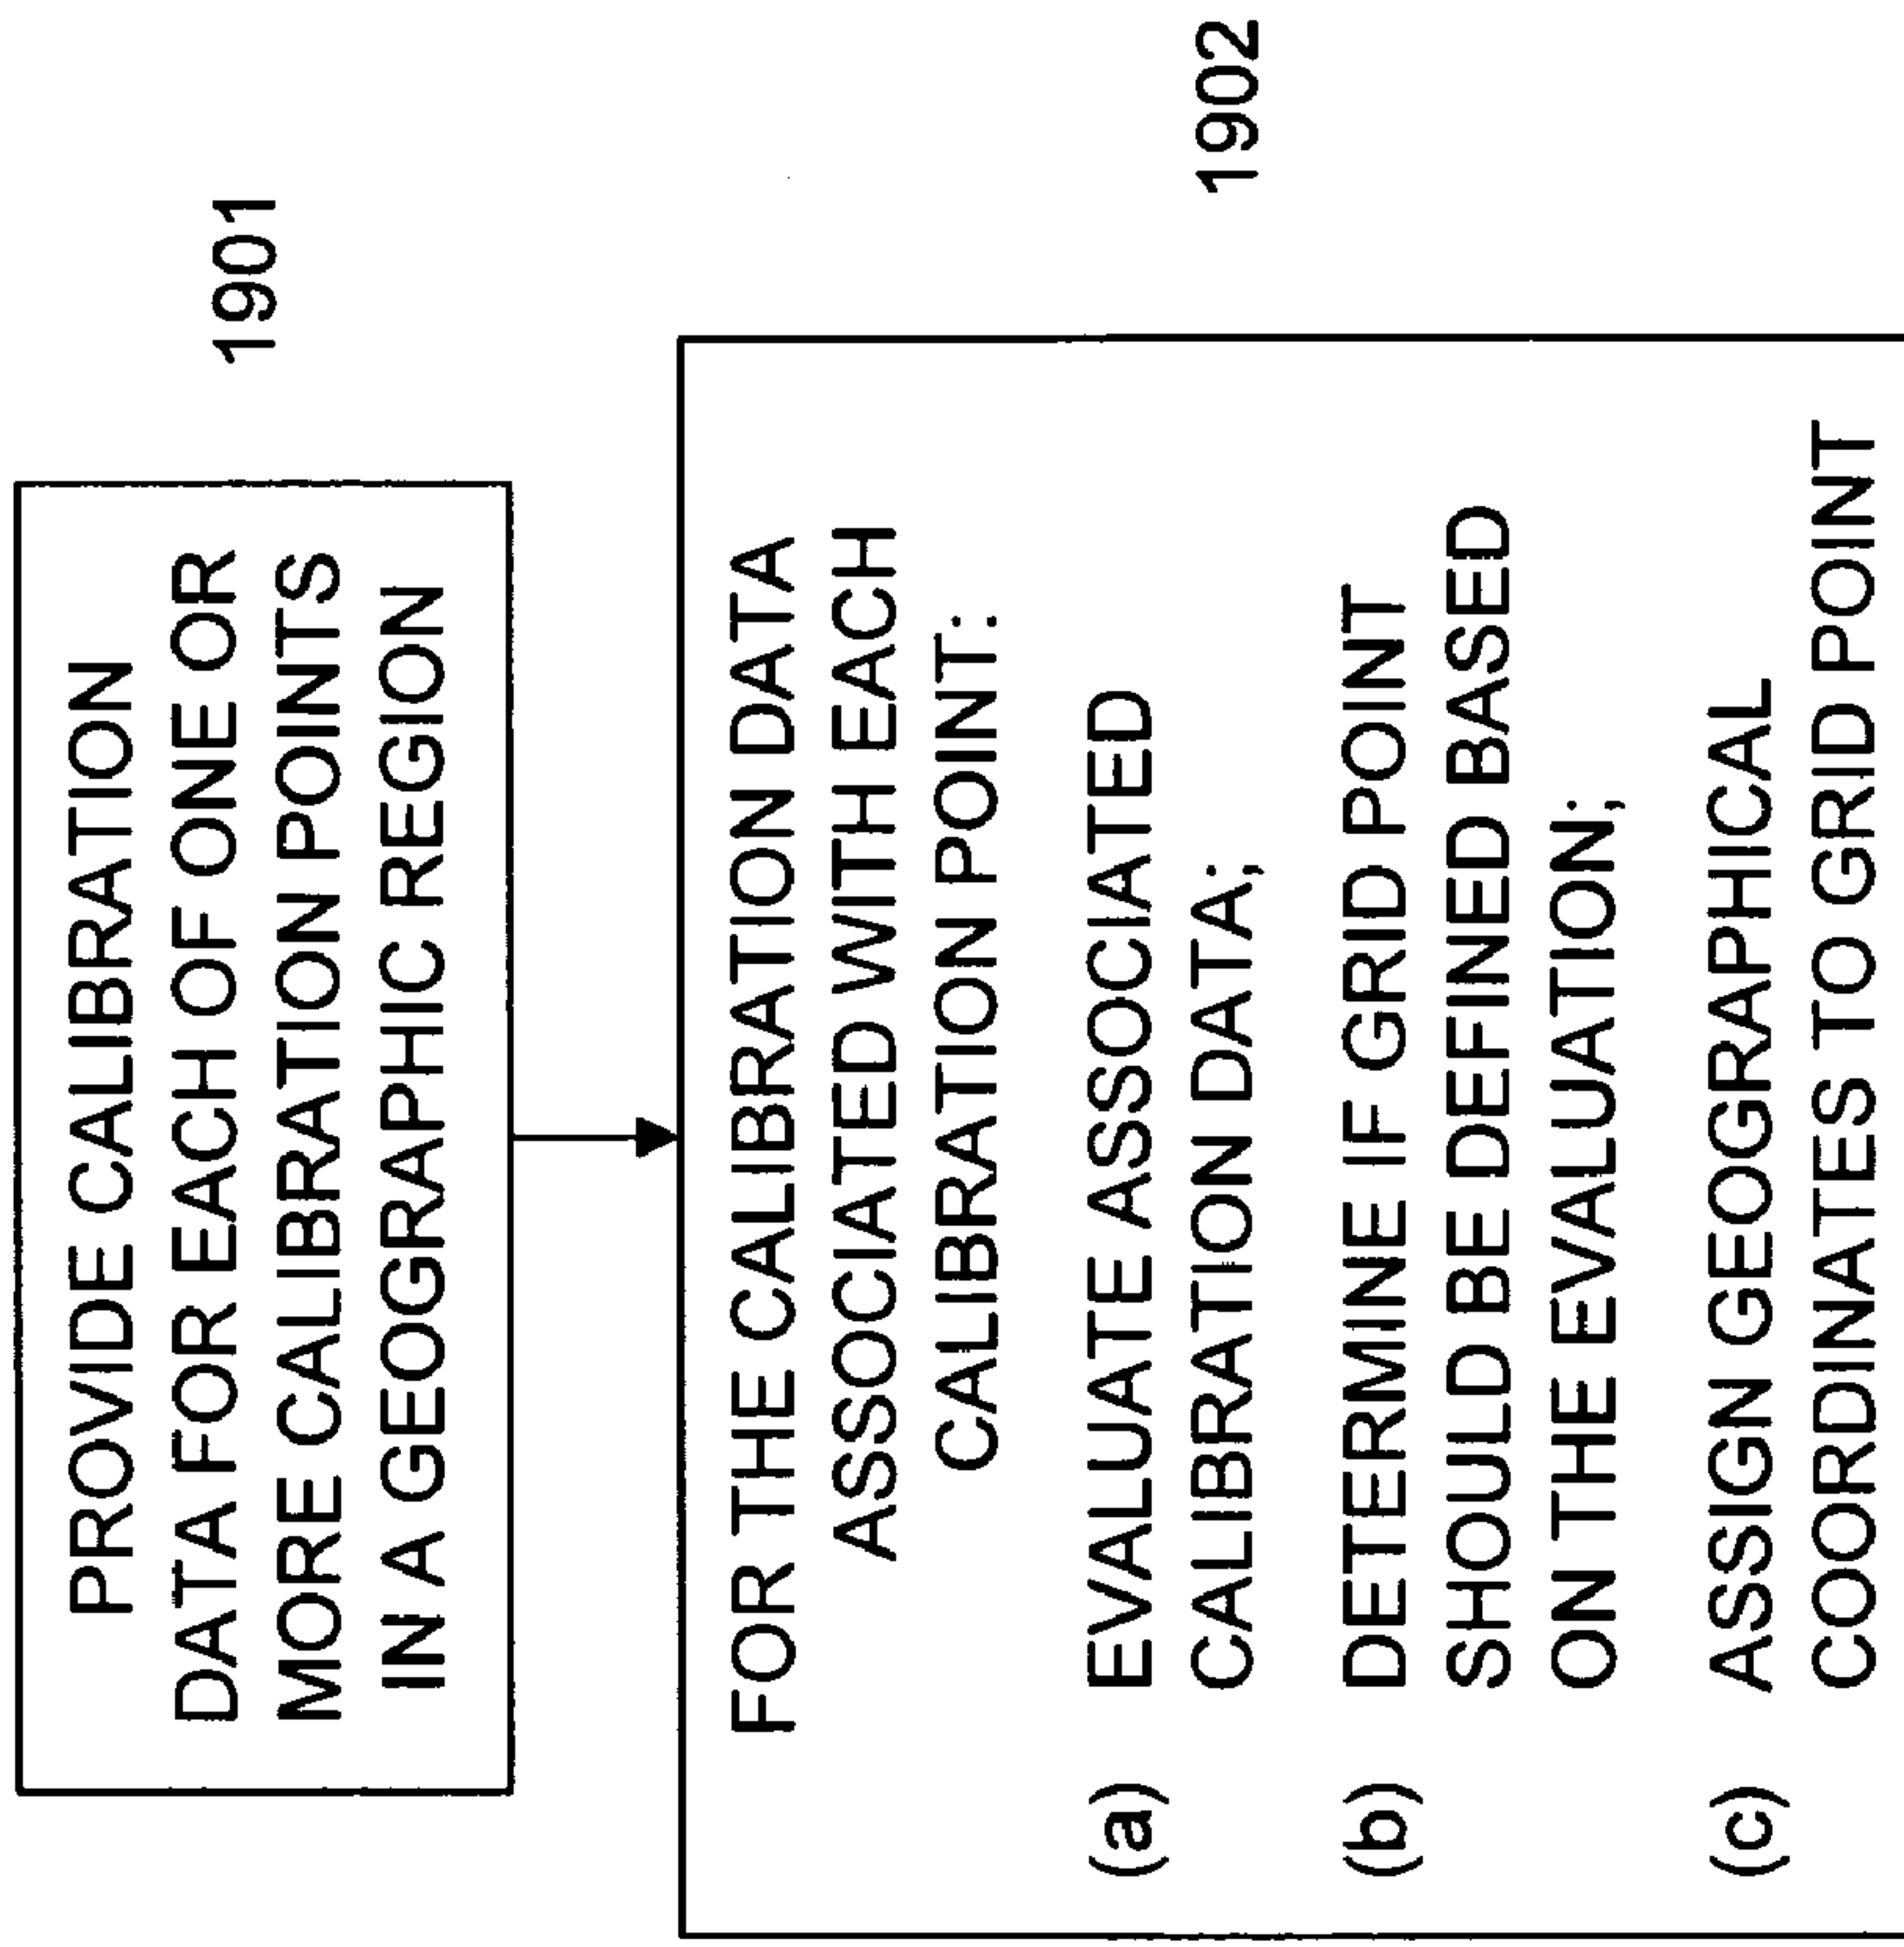 PROVIDE CALIBRATION
DATA FOR EACH OF ONE OR
MORE CALIBRATION POINTS
IN A GEOGRAPHIC REGION
1901
FOR THE CALIBRATION DATA
ASSOCIATED WITH EACH
CALIBRATION POINT:
(a) EVALUATE ASSOCIATED
CALIBRATION DATA;
(b) DETERMINE IF GRID POINT
SHOULD BE DEFINED BASED
ON THE EVALUATION;
(c) ASSIGN GEOGRAPHICAL
COORDINATES TO GRID POINT
1902